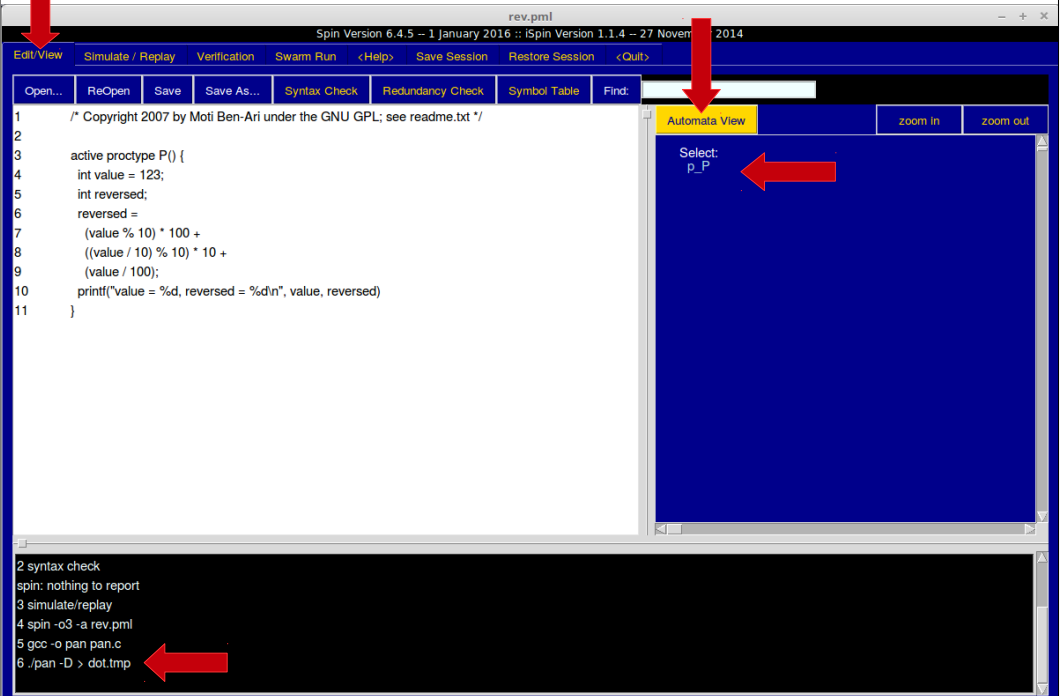 rev.pml
Spin Version 6.4.5 -- 1 January 2016 :: iSpin Version 1.1.4 -- 27 November 2014
Edit/View Simulate / Replay Verification Swarm Run <Help> Save Session Restore Session <Quit>
Open... ReOpen Save Save As... Syntax Check Redundancy Check Symbol Table Find:
Automata View zoom in zoom out
Select:
p_P
1 /* Copyright 2007 by Moti Ben-Ari under the GNU GPL; see readme.txt */
2
3 active proctype P() {
4 int value = 123;
5 int reversed;
6 reversed =
7 (value % 10) * 100 +
8 ((value / 10) % 10) * 10 +
9 (value / 100);
10 printf("value = %d, reversed = %d\n", value, reversed)
11 }
2 syntax check
spin: nothing to report
3 simulate/replay
4 spin -o3 -a rev.pml
5 gcc -o pan pan.c
6 ./pan -D > dot.tmp